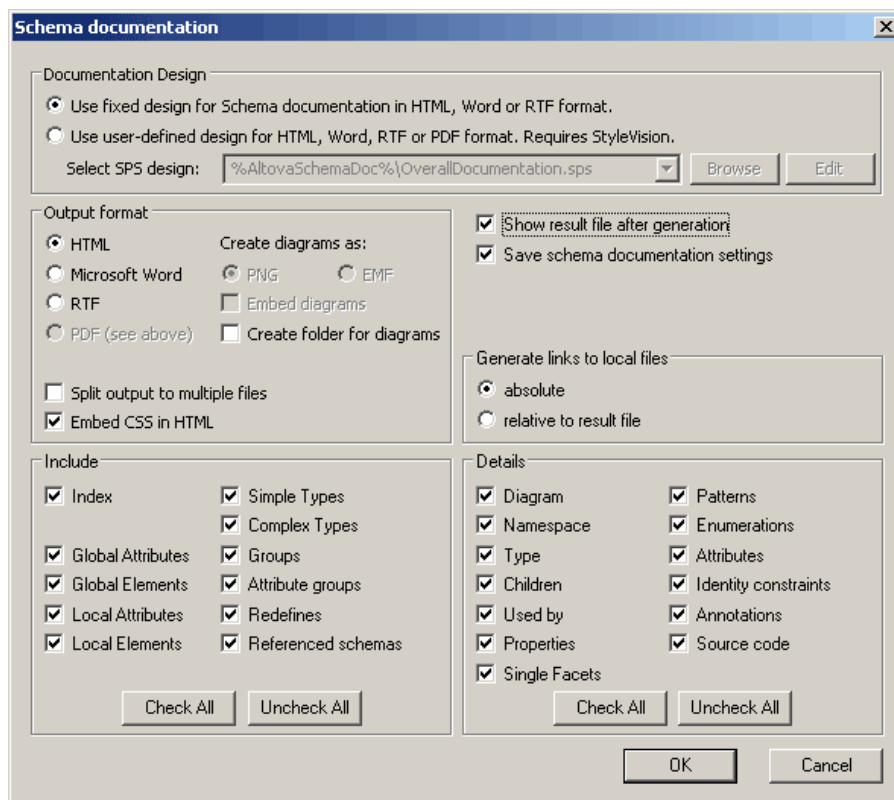 Schema documentation
Documentation Design
Use fixed design for Schema documentation in HTML, Word or RTF format.
Use user-defined design for HTML, Word, RTF or PDF format. Requires StyleVision.
Select SPS design: %AltovaSchemaDoc%\OverallDocumentation.sps Browse Edit
Output format
HTML Create diagrams as:
Microsoft Word PNG EMF
RTF Embed diagrams
PDF (see above) Create folder for diagrams
Split output to multiple files
Embed CSS in HTML
Show result file after generation
Save schema documentation settings
Generate links to local files
absolute
relative to result file
Include
Index Simple Types
Complex Types
Global Attributes Groups
Global Elements Attribute groups
Local Attributes Redefines
Local Elements Referenced schemas
Check All Uncheck All
Details
Diagram Patterns
Namespace Enumerations
Type Attributes
Children Identity constraints
Used by Annotations
Properties Source code
Single Facets
Check All Uncheck All
OK Cancel